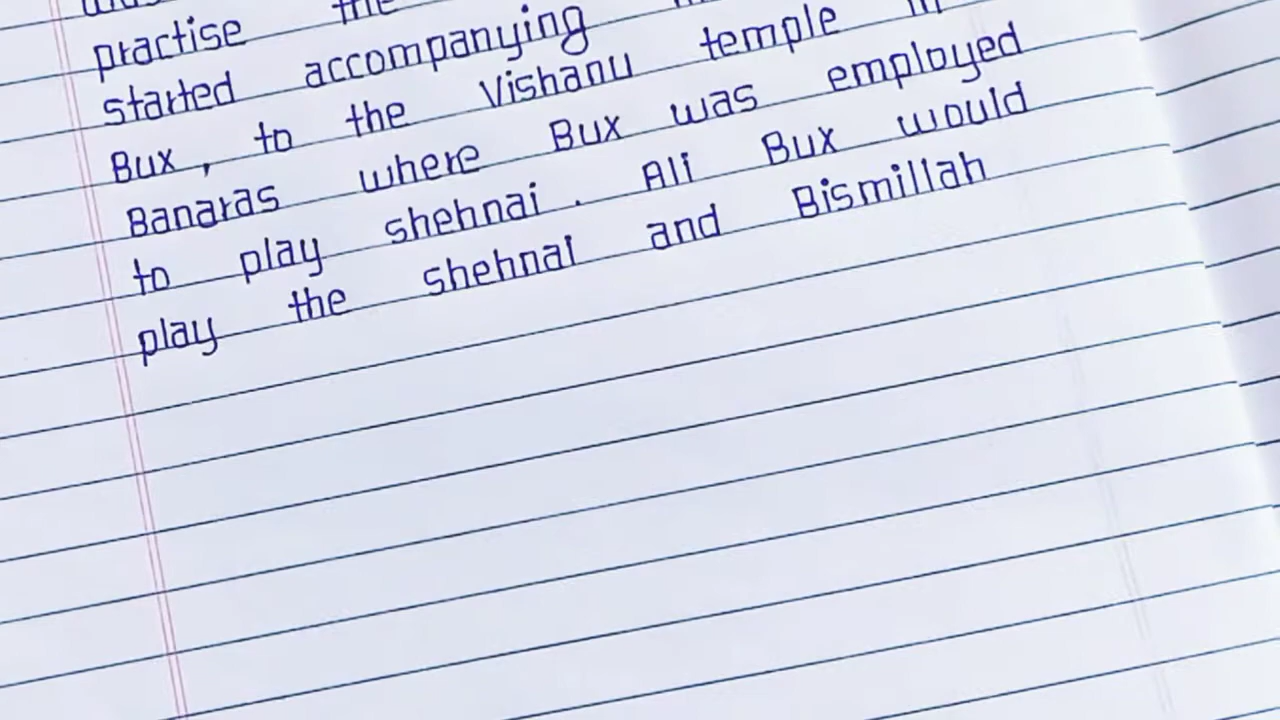 practise the
started accompanying
Bux , to the Vishanu temple in
Banaras where Bux was employed
to play shehnai . Ali Bux would
play the shehnai and Bismillah